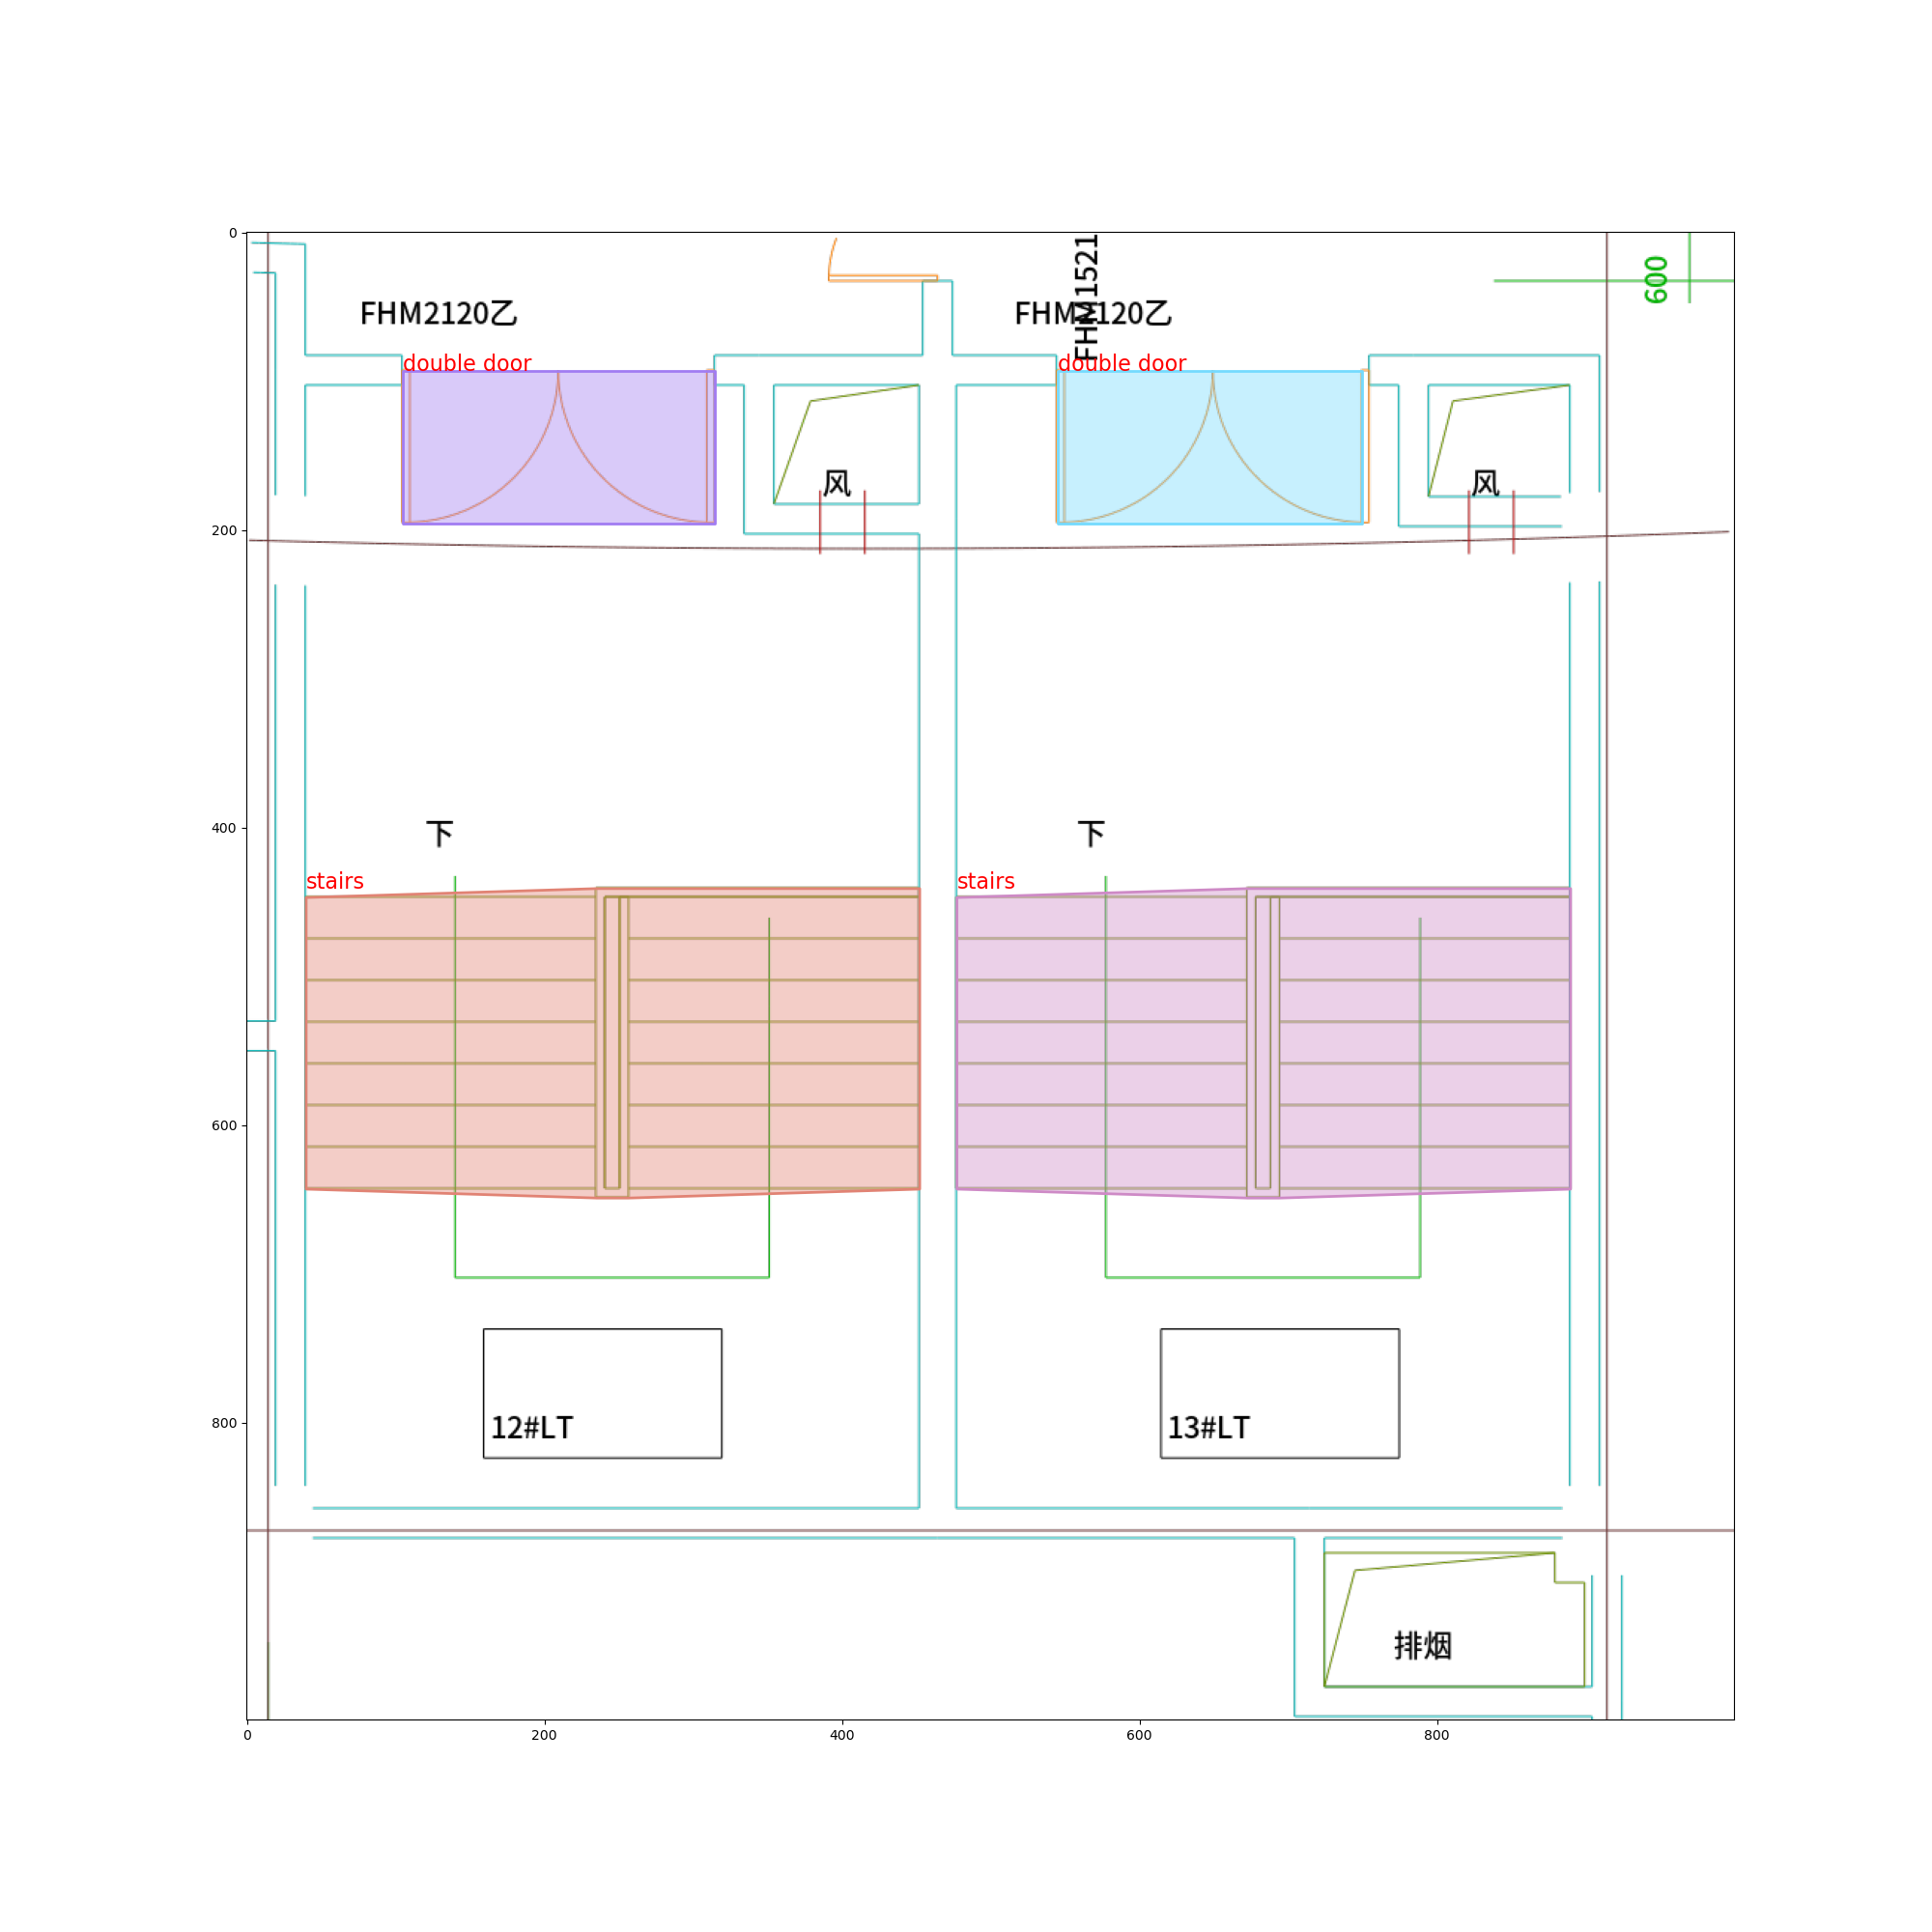 0
FHM1521
600
FHM2120乙
FHM2120乙
double door
double door
风
风
200
下
下
400
stairs
stairs
600
12#LT
13#LT
800
排烟
0
200
400
600
800